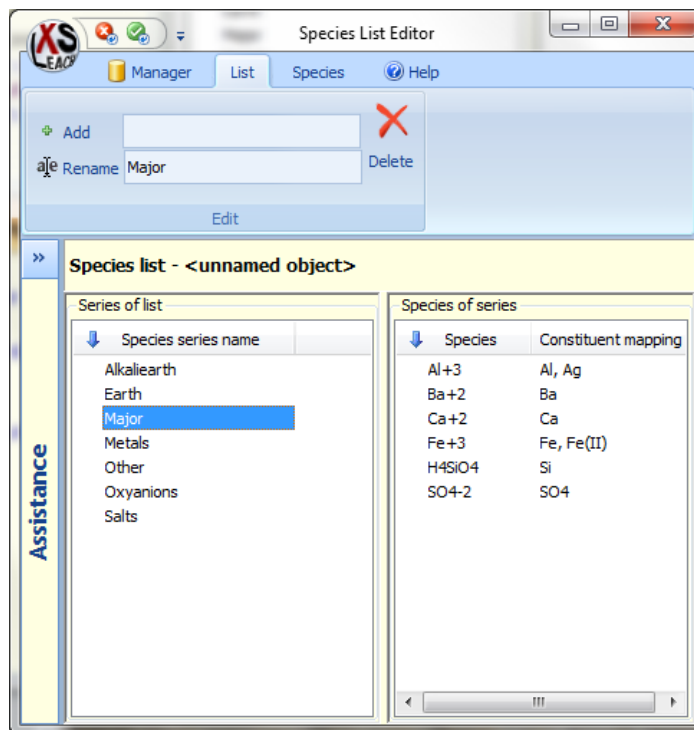 Species List Editor
XS
LEACH
Manager List Species Help
Add
Rename Major
Delete
Edit
»
Species list - <unnamed object>
Assistance
Series of list
Species series name
Alkaliearth
Earth
Major
Metals
Other
Oxyanions
Salts
Species of series
Species Constituent mapping
Al+3 Al, Ag
Ba+2 Ba
Ca+2 Ca
Fe+3 Fe, Fe(II)
H4SiO4 Si
SO4-2 SO4